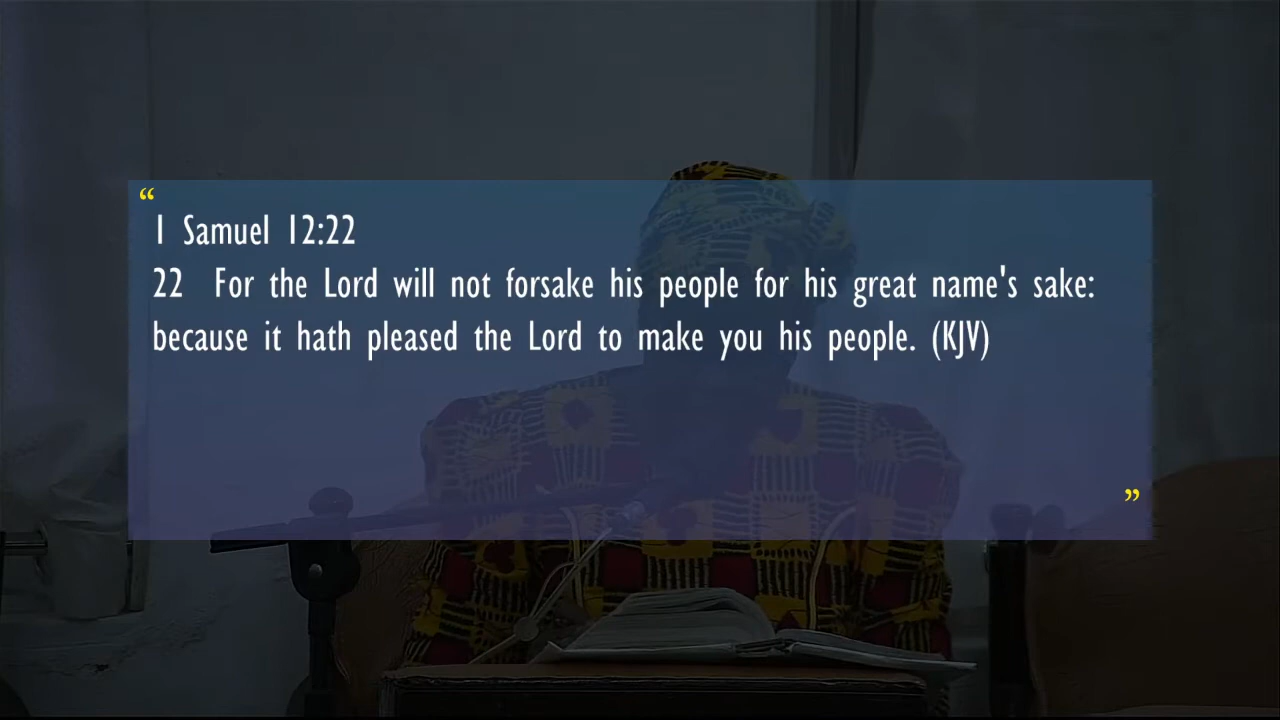 “
1 Samuel 12:22
22 For the Lord will not forsake his people for his great name's sake:
because it hath pleased the Lord to make you his people. (KJV)
”